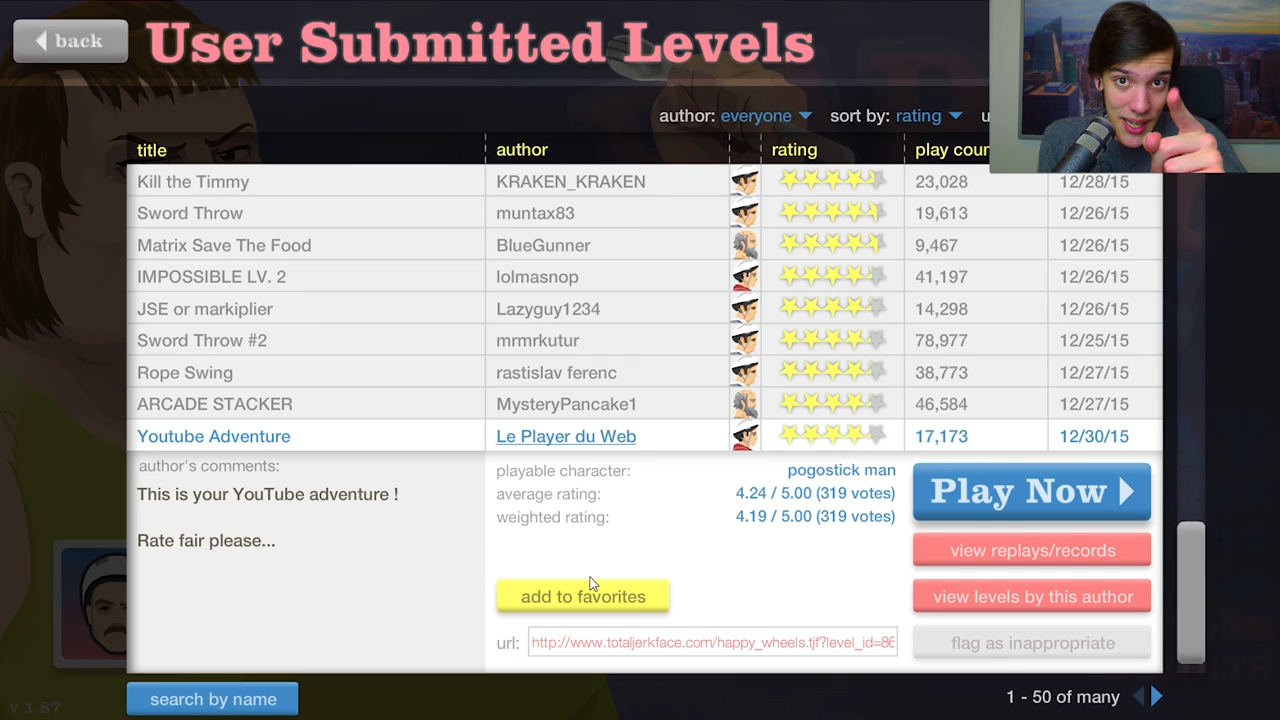 back
User Submitted Levels
author: everyone sort by: rating u
title author rating play coun
Kill the Timmy KRAKEN_KRAKEN 23,028 12/28/15
Sword Throw muntax83 19,613 12/26/15
Matrix Save The Food BlueGunner 9,467 12/26/15
IMPOSSIBLE LV. 2 lolmasnop 41,197 12/26/15
JSE or markiplier Lazyguy1234 14,298 12/26/15
Sword Throw #2 mrmrkutur 78,977 12/25/15
Rope Swing rastislav ferenc 38,773 12/27/15
ARCADE STACKER MysteryPancake1 46,584 12/27/15
Youtube Adventure Le Player du Web 17,173 12/30/15
author's comments:
This is your YouTube adventure !
Rate fair please...
playable character: pogostick man
average rating: 4.24 / 5.00 (319 votes)
weighted rating: 4.19 / 5.00 (319 votes)
add to favorites
url: http://www.totaljerkface.com/happy_wheels.tjf?level_id=86
Play Now
view replays/records
view levels by this author
flag as inappropriate
search by name
1 - 50 of many
v 1.87